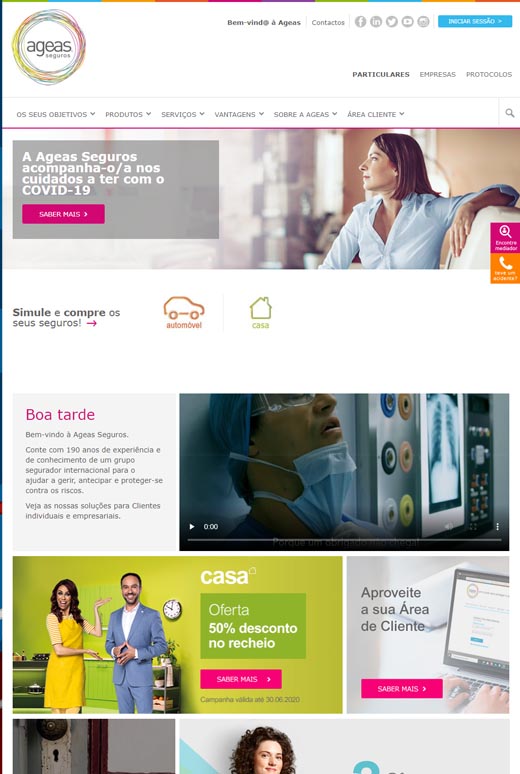 Bem-vind@ à Ageas
Contactos
INICIAR SESSÃO >
ageas
seguros
PARTICULARES EMPRESAS PROTOCOLOS
OS SEUS OBJETIVOS PRODUTOS SERVIÇOS VANTAGENS SOBRE A AGEAS ÁREA CLIENTE
A Ageas Seguros
acompanha-o/a nos
cuidados a ter com o
COVID-19
SABER MAIS >
Encontre
mediador
teve um
acidente?
Simule e compre os
seus seguros! →
automóvel
casa
Boa tarde
Bem-vindo à Ageas Seguros.
Conte com 190 anos de experiência e
de conhecimento de um grupo
segurador internacional para o
ajudar a gerir, antecipar e proteger-se
contra os riscos.
Veja as nossas soluções para Clientes
individuais e empresariais.
0:00
Porque um obrigado não chega!
casa
Oferta
50% desconto
no recheio
SABER MAIS >
Campanha válida até 30.06.2020
Aproveite
a sua Área
de Cliente
SABER MAIS >